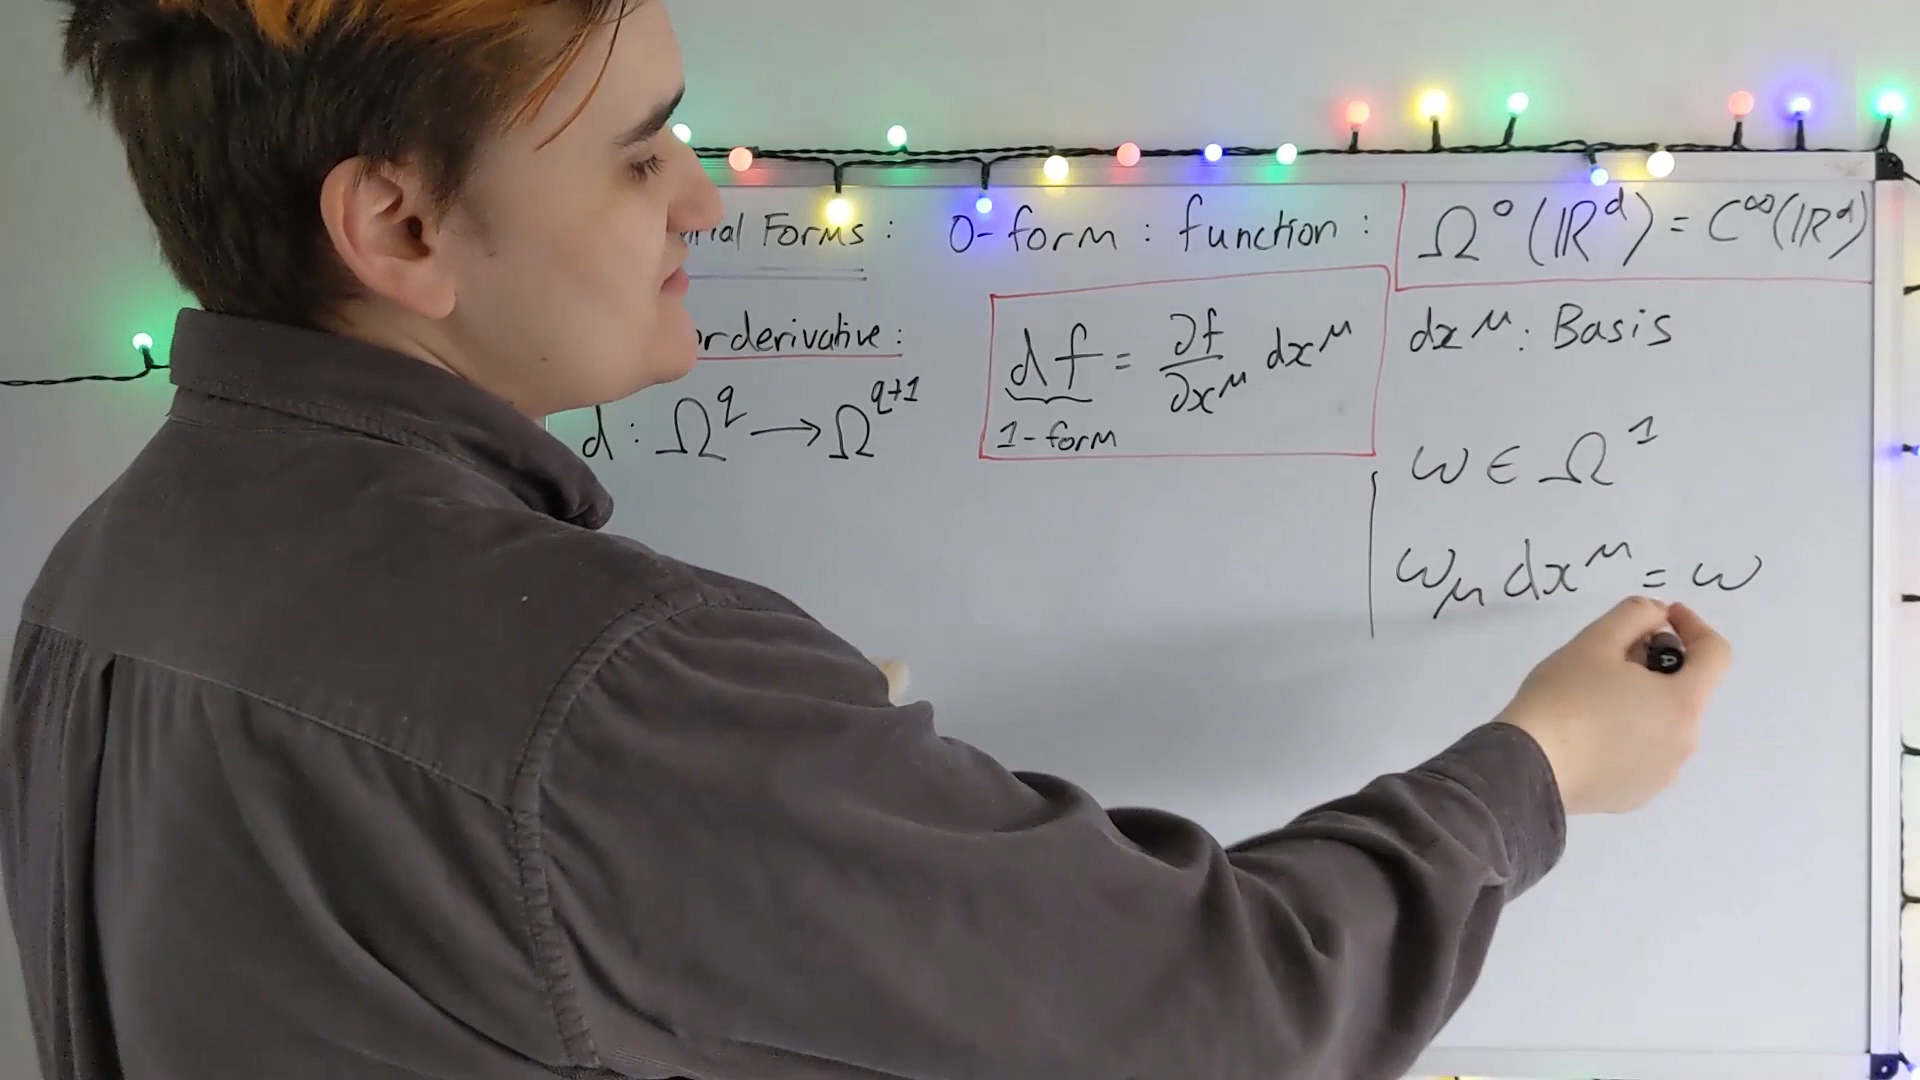 Forms : 0-form : function : Ω⁰(ℝᵈ) = C^∞(ℝᵈ)
derivative : df = ∂f/∂x^μ dx^μ dx^μ : Basis
d : Ω^q → Ω^{q+1} 1-form ω ∈ Ω¹
ω_μ dx^μ = ω
A